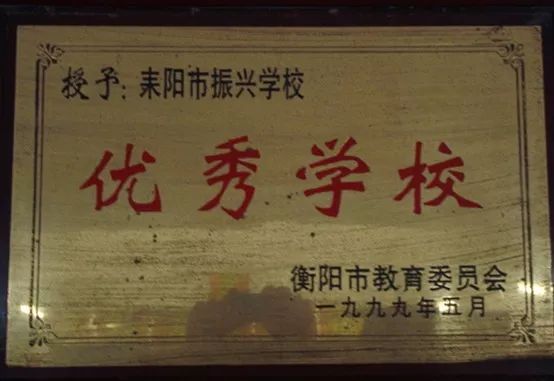 授予：耒阳市振兴学校
优秀学校
衡阳市教育委员会
一九九九年五月